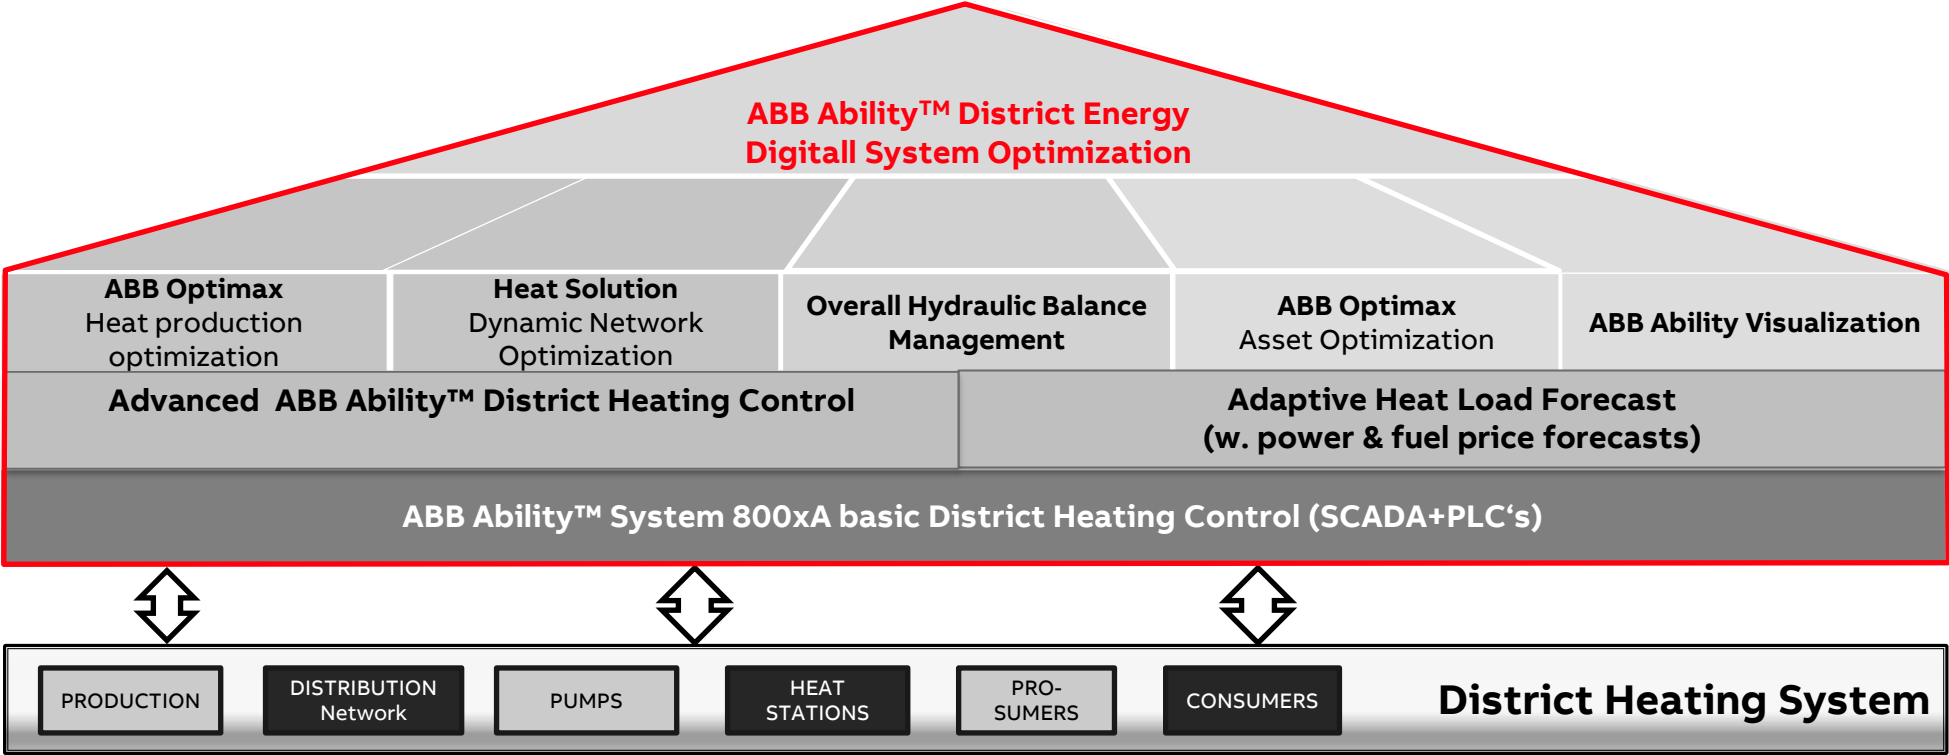 ABB Ability™ District Energy
Digitall System Optimization
ABB Optimax
Heat production
optimization
Heat Solution
Dynamic Network
Optimization
Overall Hydraulic Balance
Management
ABB Optimax
Asset Optimization
ABB Ability Visualization
Advanced ABB Ability™ District Heating Control
Adaptive Heat Load Forecast
(w. power & fuel price forecasts)
ABB Ability™ System 800xA basic District Heating Control (SCADA+PLC‘s)
PRODUCTION
DISTRIBUTION
Network
PUMPS
HEAT
STATIONS
PRO-
SUMERS
CONSUMERS
District Heating System